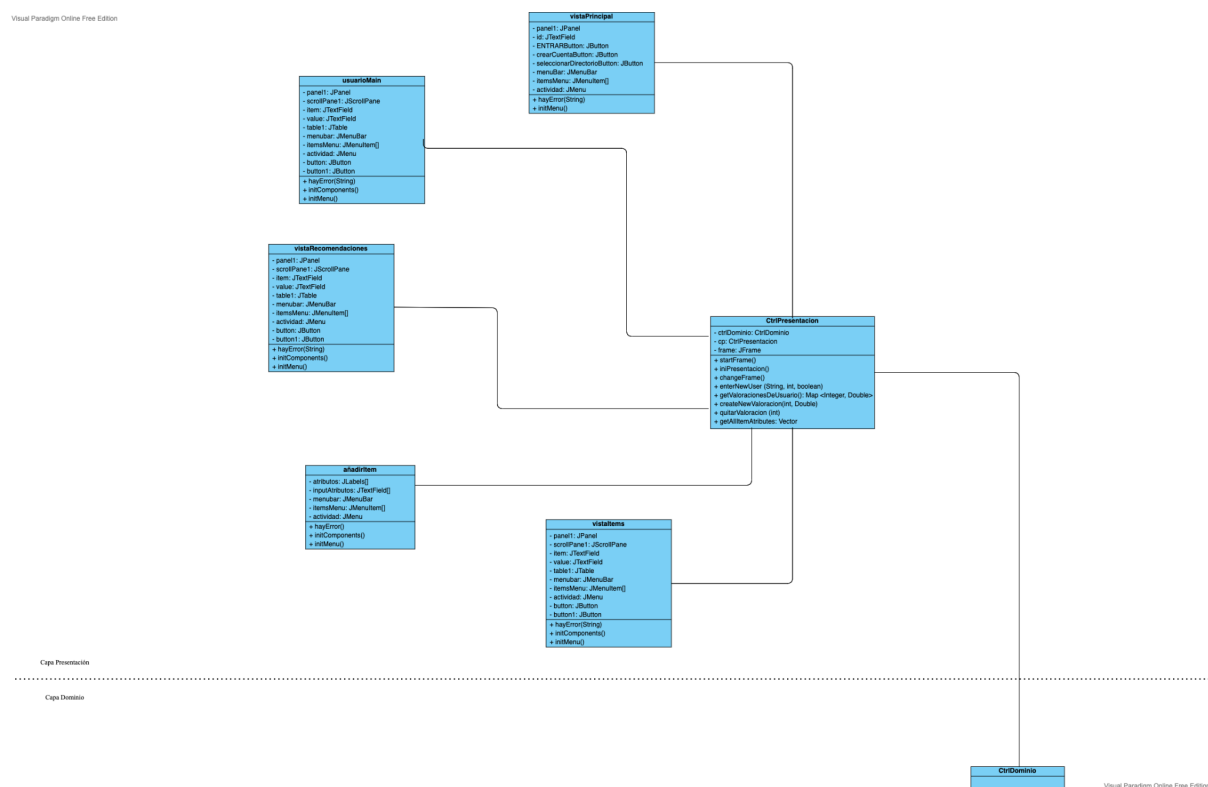 Visual Paradigm Online Free Edition
vistaPrincipal
- panel1: JPanel
- id: JTextField
- ENTRARButton: JButton
- crearCuentaButton: JButton
- seleccionarDirectorioButton: JButton
- menuBar: JMenuBar
- itemsMenu: JMenuItem[]
- actividad: JMenu
+ hayError(String)
+ initMenu()
usuarioMain
- panel1: JPanel
- scrollPane1: JScrollPane
- item: JTextField
- value: JTextField
- table1: JTable
- menubar: JMenuBar
- itemsMenu: JMenuItem[]
- actividad: JMenu
- button: JButton
- button1: JButton
+ hayError(String)
+ initComponents()
+ initMenu()
vistaRecomendaciones
- panel1: JPanel
- scrollPane1: JScrollPane
- item: JTextField
- value: JTextField
- table1: JTable
- menubar: JMenuBar
- itemsMenu: JMenuItem[]
- actividad: JMenu
- button: JButton
- button1: JButton
+ hayError(String)
+ initComponents()
+ initMenu()
CtrlPresentacion
- ctrlDominio: CtrlDominio
- cp: CtrlPresentacion
- frame: JFrame
+ startFrame()
+ iniPresentacion()
+ changeFrame()
+ enterNewUser (String, int, boolean)
+ getValoracionesDeUsuario(): Map <Integer, Double>
+ createNewValoracion(int, Double)
+ quitarValoracion (int)
+ getAllItemAtributes: Vector
añadirItem
- atributos: JLabels[]
- inputAtributos: JTextField[]
- menubar: JMenuBar
- itemsMenu: JMenuItem[]
- actividad: JMenu
+ hayError()
+ initComponents()
+ initMenu()
vistaItems
- panel1: JPanel
- scrollPane1: JScrollPane
- item: JTextField
- value: JTextField
- table1: JTable
- menubar: JMenuBar
- itemsMenu: JMenuItem[]
- actividad: JMenu
- button: JButton
- button1: JButton
+ hayError(String)
+ initComponents()
+ initMenu()
Capa Presentación
Capa Dominio
CtrlDominio
Visual Paradigm Online Free Edition